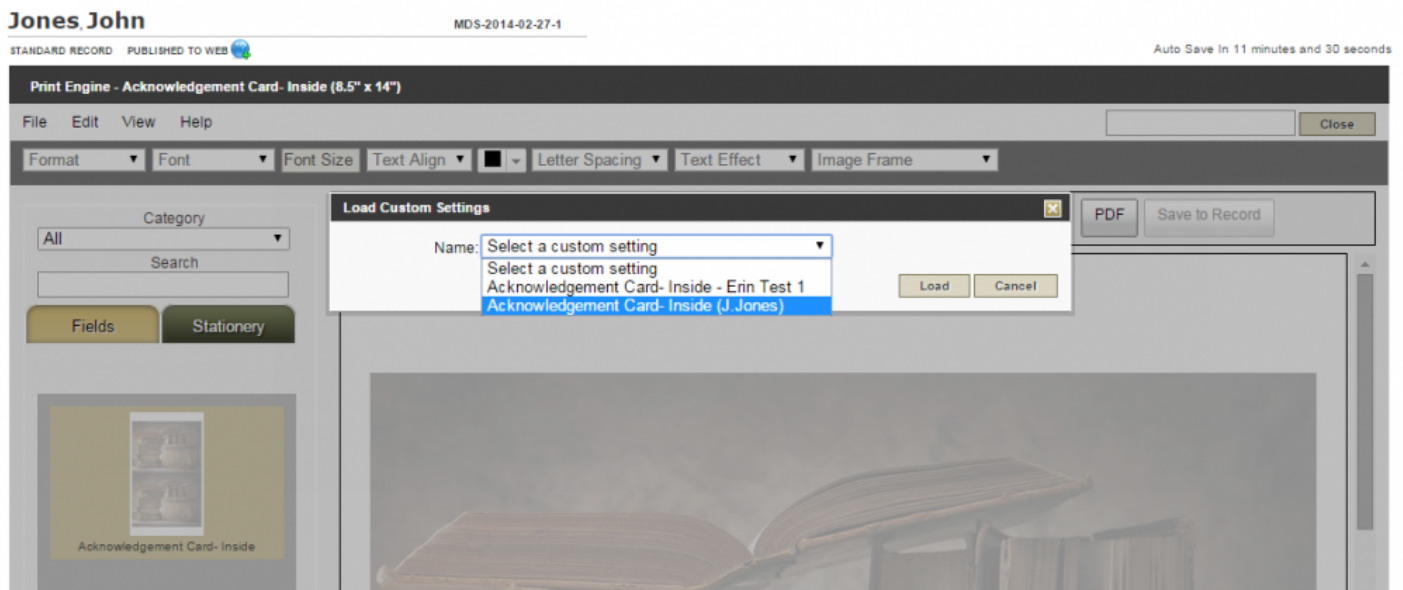 Jones, John
MDS-2014-02-27-1
STANDARD RECORD PUBLISHED TO WEB
Auto Save In 11 minutes and 30 seconds
Print Engine - Acknowledgement Card- Inside (8.5" x 14")
File Edit View Help
Close
Format Font Font Size Text Align Letter Spacing Text Effect Image Frame
Load Custom Settings
Category
All
Search
Fields Stationery
Name: Select a custom setting
Select a custom setting
Acknowledgement Card- Inside - Erin Test 1
Acknowledgement Card- Inside (J.Jones)
Load Cancel
PDF Save to Record
Acknowledgement Card- Inside